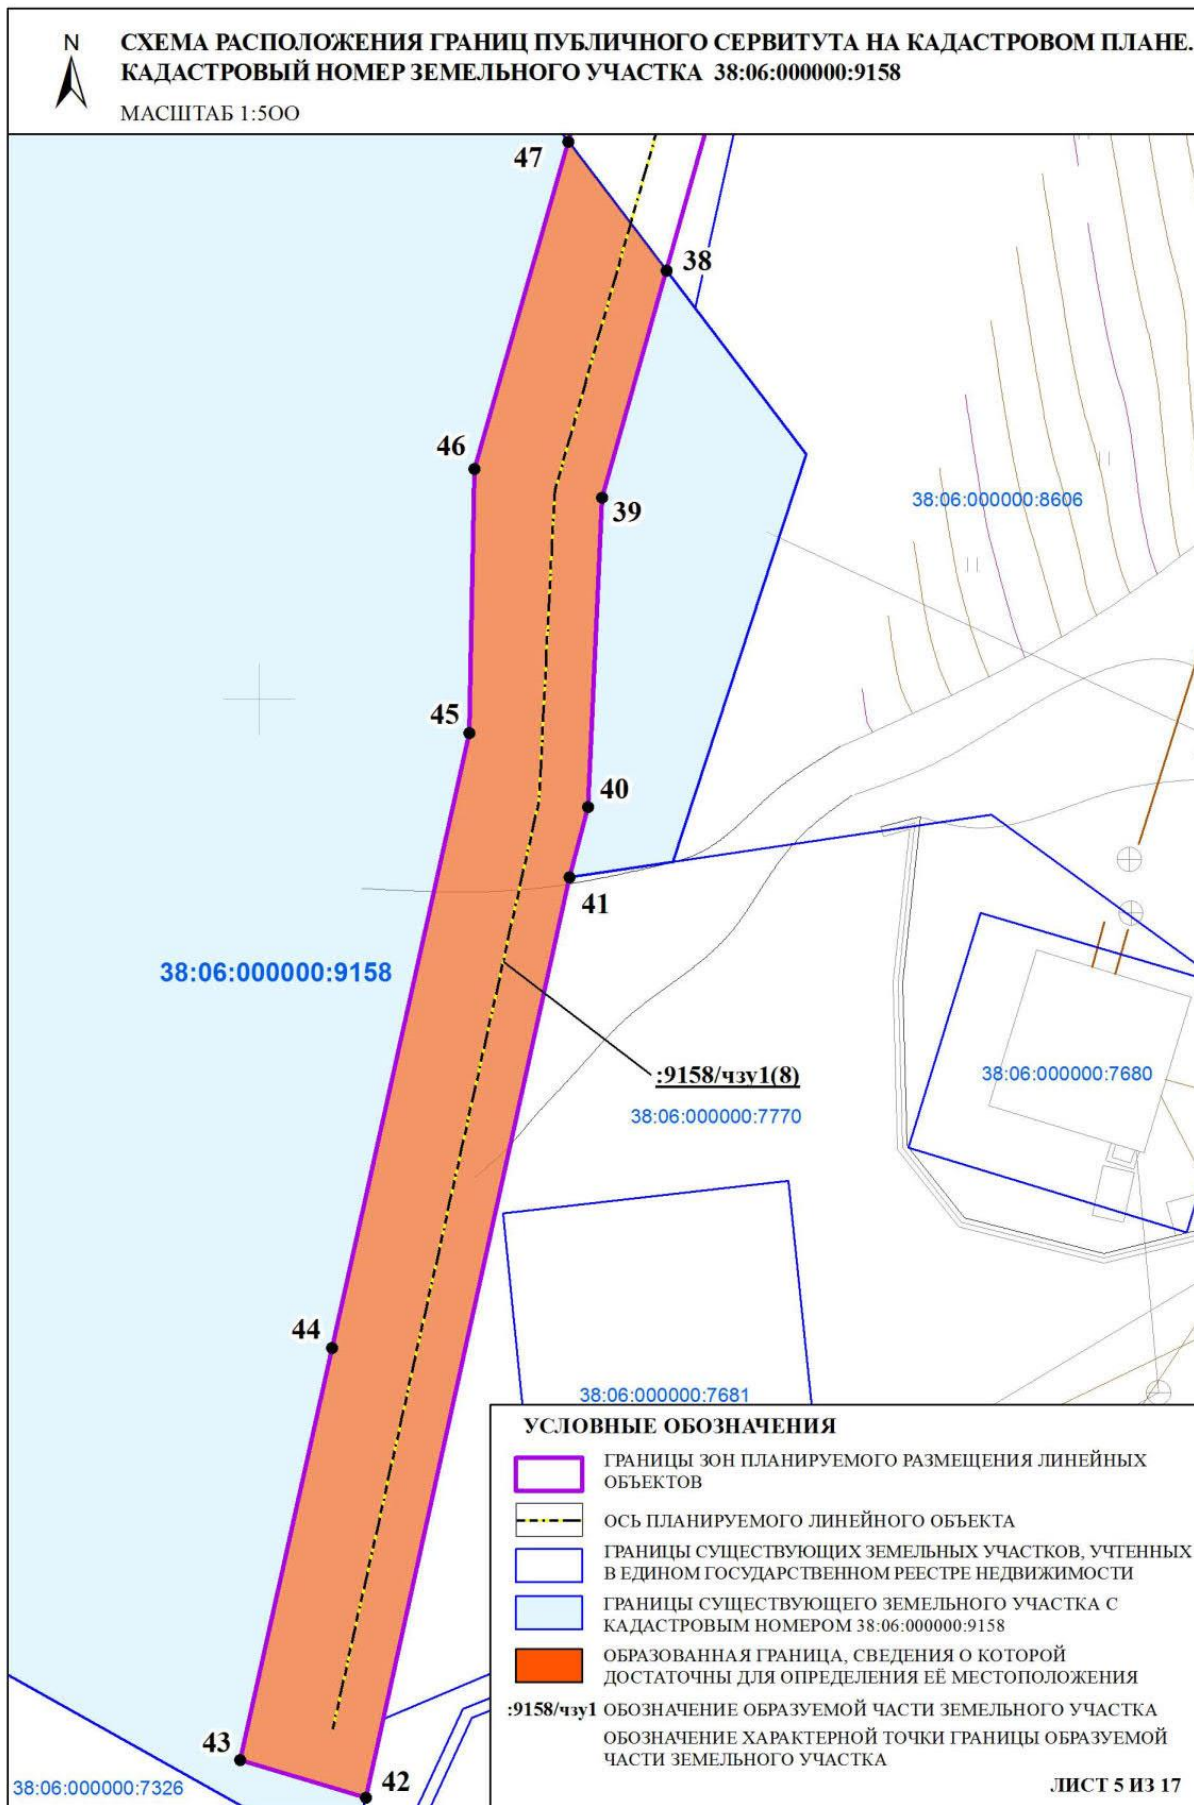 N
СХЕМА РАСПОЛОЖЕНИЯ ГРАНИЦ ПУБЛИЧНОГО СЕРВИТУТА НА КАДАСТРОВОМ ПЛАНЕ.
КАДАСТРОВЫЙ НОМЕР ЗЕМЕЛЬНОГО УЧАСТКА 38:06:000000:9158
МАСШТАБ 1:5ОО
47
38
46
38:06:000000:8606
39
45
40
41
38:06:000000:9158
:9158/чзу1(8)
38:06:000000:7680
38:06:000000:7770
44
38:06:000000:7681
УСЛОВНЫЕ ОБОЗНАЧЕНИЯ
ГРАНИЦЫ ЗОН ПЛАНИРУЕМОГО РАЗМЕЩЕНИЯ ЛИНЕЙНЫХ
ОБЪЕКТОВ
ОСЬ ПЛАНИРУЕМОГО ЛИНЕЙНОГО ОБЪЕКТА
ГРАНИЦЫ СУЩЕСТВУЮЩИХ ЗЕМЕЛЬНЫХ УЧАСТКОВ, УЧТЕННЫХ
В ЕДИНОМ ГОСУДАРСТВЕННОМ РЕЕСТРЕ НЕДВИЖИМОСТИ
ГРАНИЦЫ СУЩЕСТВУЮЩЕГО ЗЕМЕЛЬНОГО УЧАСТКА С
КАДАСТРОВЫМ НОМЕРОМ 38:06:000000:9158
ОБРАЗОВАННАЯ ГРАНИЦА, СВЕДЕНИЯ О КОТОРОЙ
ДОСТАТОЧНЫ ДЛЯ ОПРЕДЕЛЕНИЯ ЕЁ МЕСТОПОЛОЖЕНИЯ
:9158/чзу1 ОБОЗНАЧЕНИЕ ОБРАЗУЕМОЙ ЧАСТИ ЗЕМЕЛЬНОГО УЧАСТКА
ОБОЗНАЧЕНИЕ ХАРАКТЕРНОЙ ТОЧКИ ГРАНИЦЫ ОБРАЗУЕМОЙ
ЧАСТИ ЗЕМЕЛЬНОГО УЧАСТКА
43
42
38:06:000000:7326
ЛИСТ 5 ИЗ 17